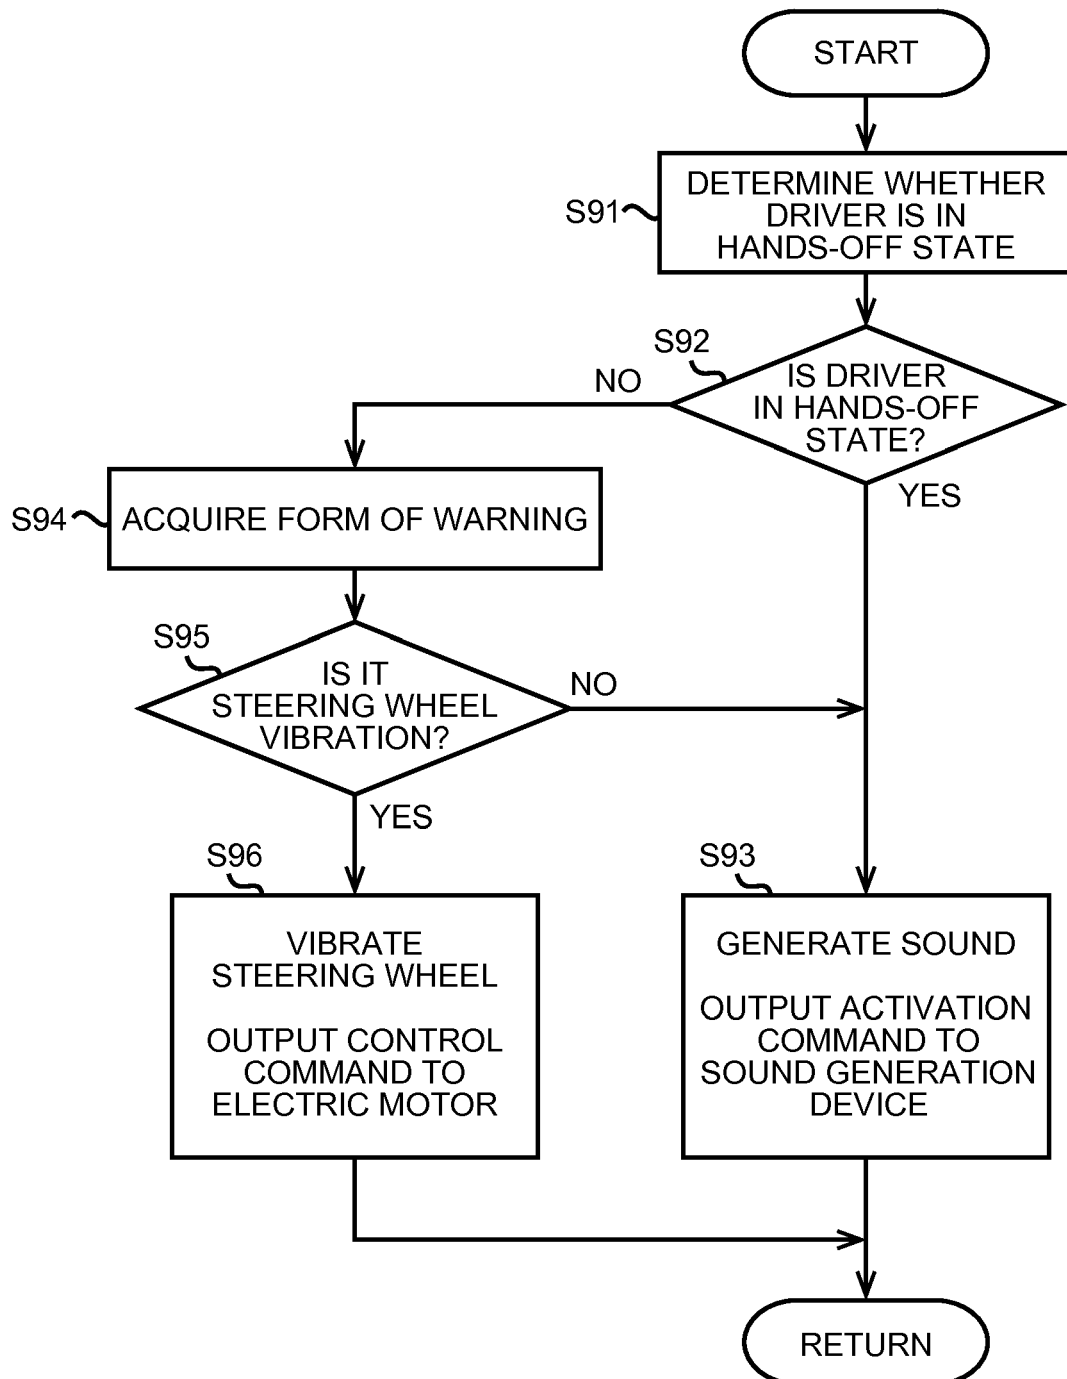 START
S91
DETERMINE WHETHER
DRIVER IS IN
HANDS-OFF STATE
S92
IS DRIVER
IN HANDS-OFF
STATE?
NO
YES
S94
ACQUIRE FORM OF WARNING
S95
IS IT
STEERING WHEEL
VIBRATION?
NO
YES
S96
VIBRATE
STEERING WHEEL
OUTPUT CONTROL
COMMAND TO
ELECTRIC MOTOR
S93
GENERATE SOUND
OUTPUT ACTIVATION
COMMAND TO
SOUND GENERATION
DEVICE
RETURN